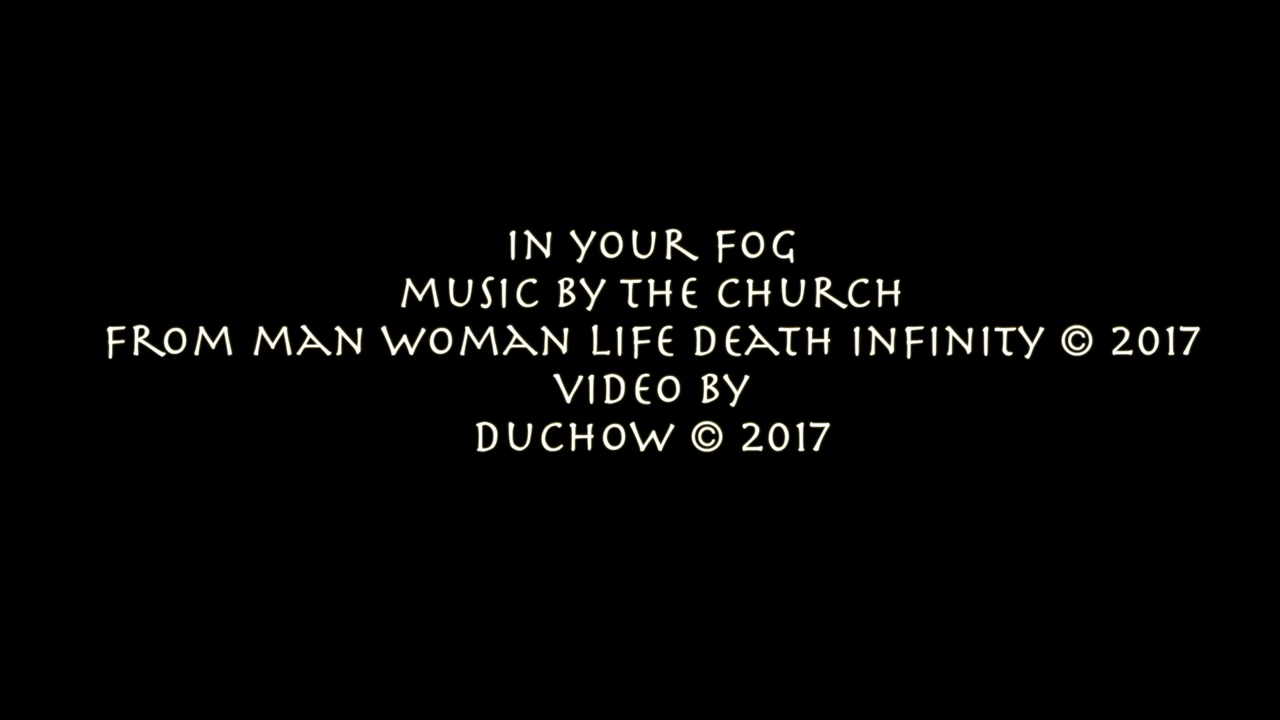 IN YOUR FOG
MUSIC BY THE CHURCH
FROM MAN WOMAN LIFE DEATH INFINITY © 2017
VIDEO BY
DUCHOW © 2017